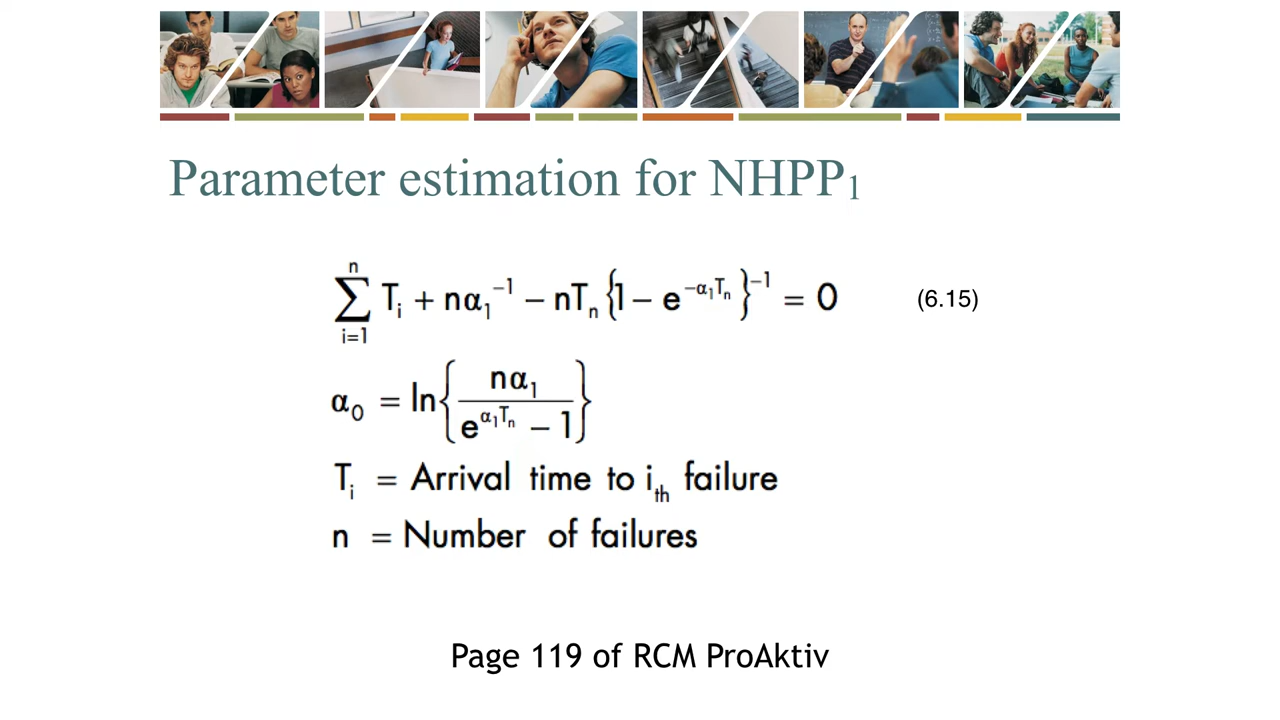 Parameter estimation for NHPP₁
n
∑ Tᵢ + nα₁⁻¹ − nTₙ {1 − e^(−α₁Tₙ)}⁻¹ = 0 (6.15)
i=1
α₀ = ln{ nα₁ / (e^(α₁Tₙ) − 1) }
Tᵢ = Arrival time to i_th failure
n = Number of failures
Page 119 of RCM ProAktiv